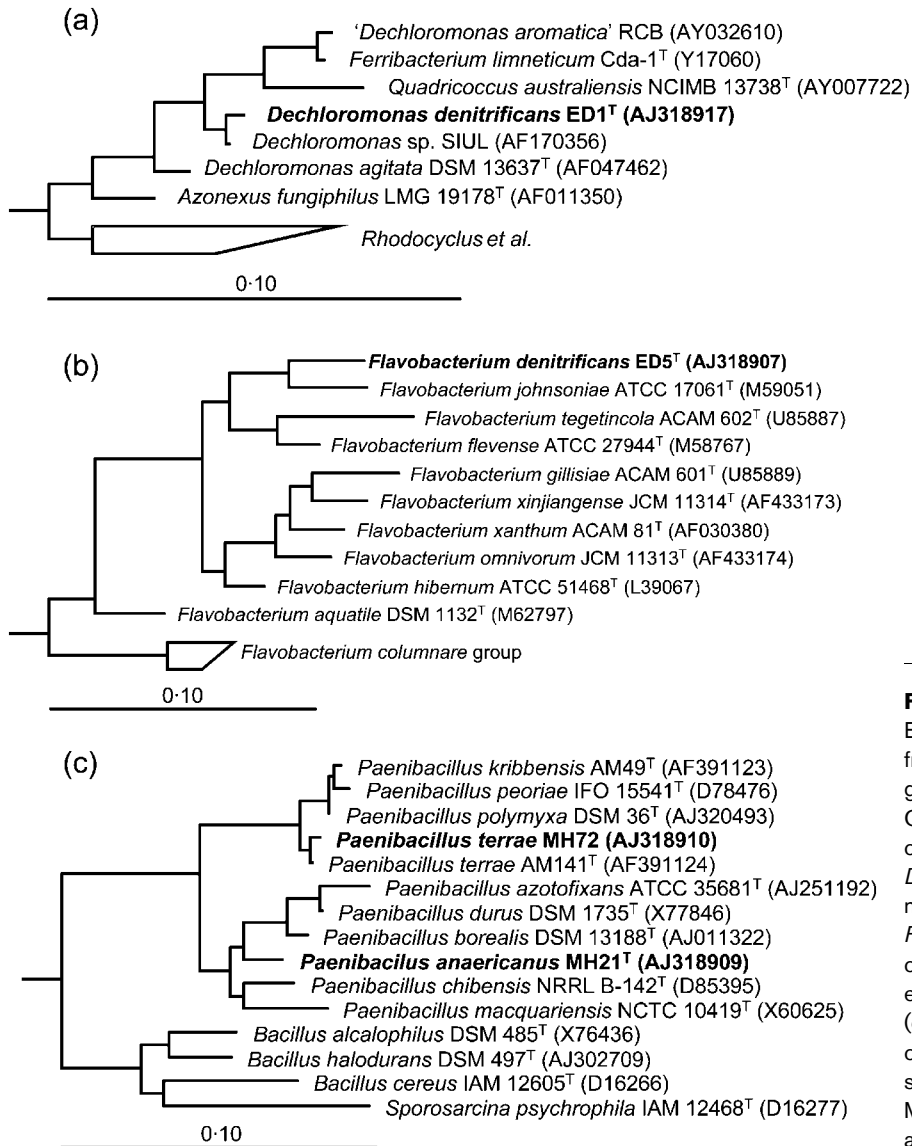 (a)
'Dechloromonas aromatica' RCB (AY032610)
Ferribacterium limneticum Cda-1ᵀ (Y17060)
Quadricoccus australiensis NCIMB 13738ᵀ (AY007722)
Dechloromonas denitrificans ED1ᵀ (AJ318917)
Dechloromonas sp. SIUL (AF170356)
Dechloromonas agitata DSM 13637ᵀ (AF047462)
Azonexus fungiphilus LMG 19178ᵀ (AF011350)
Rhodocyclus et al.
0·10
(b)
Flavobacterium denitrificans ED5ᵀ (AJ318907)
Flavobacterium johnsoniae ATCC 17061ᵀ (M59051)
Flavobacterium tegetincola ACAM 602ᵀ (U85887)
Flavobacterium flevense ATCC 27944ᵀ (M58767)
Flavobacterium gillisiae ACAM 601ᵀ (U85889)
Flavobacterium xinjiangense JCM 11314ᵀ (AF433173)
Flavobacterium xanthum ACAM 81ᵀ (AF030380)
Flavobacterium omnivorum JCM 11313ᵀ (AF433174)
Flavobacterium hibernum ATCC 51468ᵀ (L39067)
Flavobacterium aquatile DSM 1132ᵀ (M62797)
Flavobacterium columnare group
0·10
(c)
Paenibacillus kribbensis AM49ᵀ (AF391123)
Paenibacillus peoriae IFO 15541ᵀ (D78476)
Paenibacillus polymyxa DSM 36ᵀ (AJ320493)
Paenibacillus terrae MH72 (AJ318910)
Paenibacillus terrae AM141ᵀ (AF391124)
Paenibacillus azotofixans ATCC 35681ᵀ (AJ251192)
Paenibacillus durus DSM 1735ᵀ (X77846)
Paenibacillus borealis DSM 13188ᵀ (AJ011322)
Paenibacilus anaericanus MH21ᵀ (AJ318909)
Paenibacillus chibensis NRRL B-142ᵀ (D85395)
Paenibacillus macquariensis NCTC 10419ᵀ (X60625)
Bacillus alcalophilus DSM 485ᵀ (X76436)
Bacillus halodurans DSM 497ᵀ (AJ302709)
Bacillus cereus IAM 12605ᵀ (D16266)
Sporosarcina psychrophila IAM 12468ᵀ (D16277)
0·10